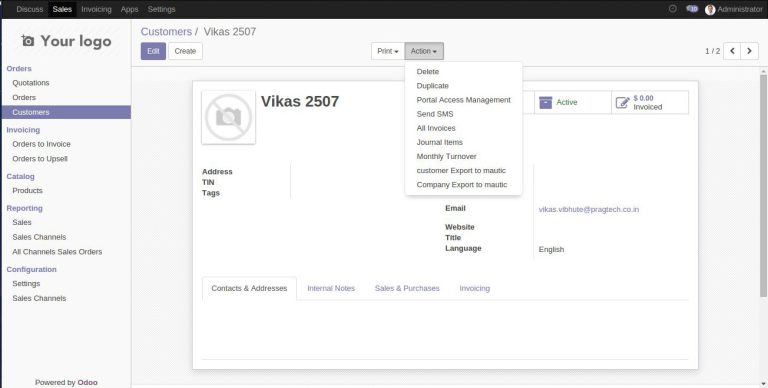 Discuss Sales Invoicing Apps Settings
10 Administrator
Your logo
Customers / Vikas 2507
Edit Create
Print Action
1 / 2
Orders
Quotations
Orders
Customers
Invoicing
Orders to Invoice
Orders to Upsell
Catalog
Products
Reporting
Sales
Sales Channels
All Channels Sales Orders
Configuration
Settings
Sales Channels
Powered by Odoo
Delete
Duplicate
Portal Access Management
Send SMS
All Invoices
Journal Items
Monthly Turnover
customer Export to mautic
Company Export to mautic
Vikas 2507
Active
$ 0.00
Invoiced
Address
TIN
Tags
Email vikas.vibhute@pragtech.co.in
Website
Title
Language English
Contacts & Addresses Internal Notes Sales & Purchases Invoicing